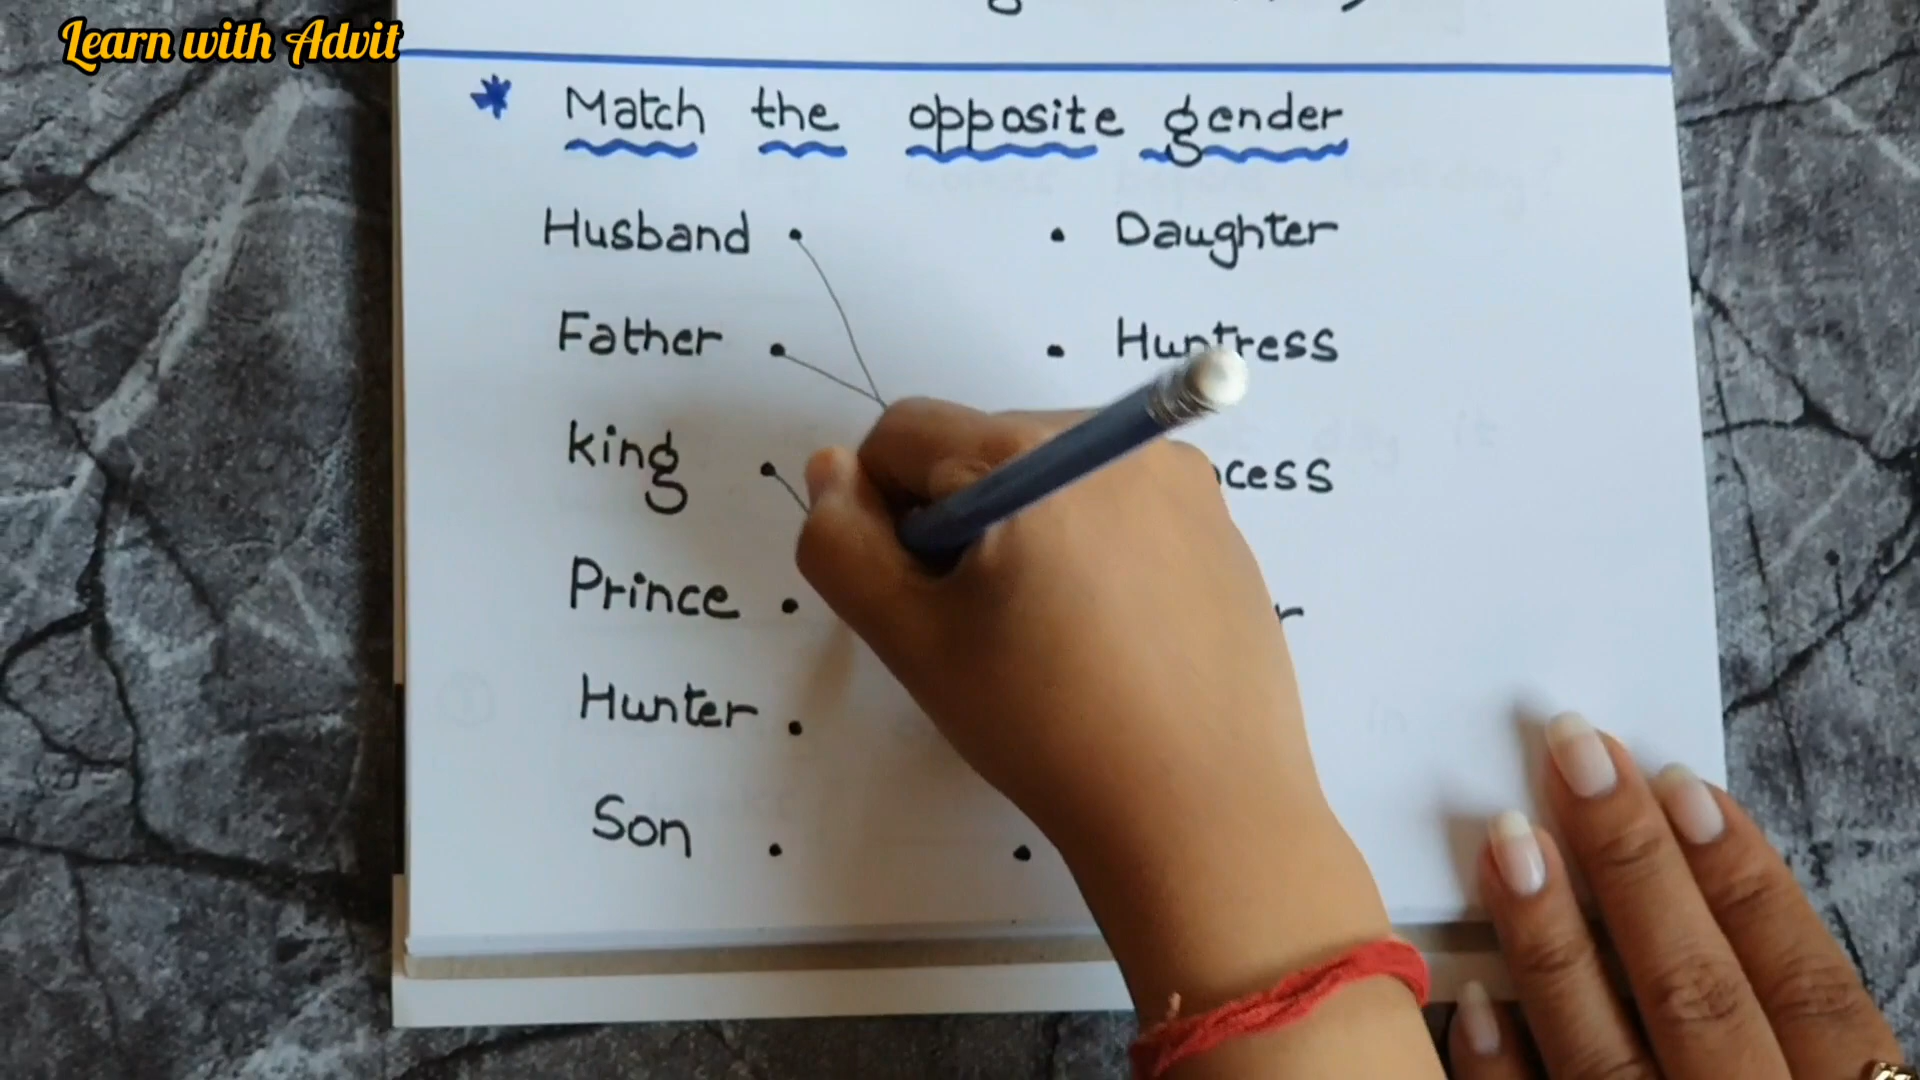 Learn with Advit
* Match the opposite gender
Husband • • Daughter
Father • • Huntress
king •
Prince •
Hunter •
Son • •